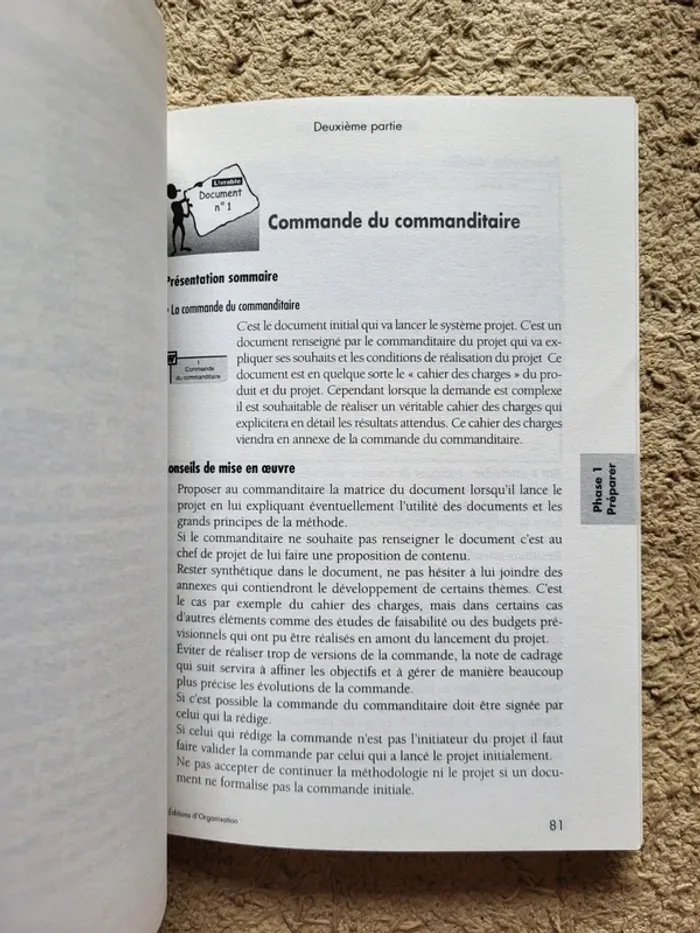 Deuxième partie
Livrable
Document
n° 1
Commande du commanditaire
Présentation sommaire
La commande du commanditaire
C'est le document initial qui va lancer le système projet. C'est un
document renseigné par le commanditaire du projet qui va ex-
pliquer ses souhaits et les conditions de réalisation du projet Ce
document est en quelque sorte le « cahier des charges » du pro-
duit et du projet. Cependant lorsque la demande est complexe
il est souhaitable de réaliser un véritable cahier des charges qui
explicitera en détail les résultats attendus. Ce cahier des charges
viendra en annexe de la commande du commanditaire.
1
Commande
du commanditaire
onseils de mise en œuvre
Proposer au commanditaire la matrice du document lorsqu'il lance le
projet en lui expliquant éventuellement l'utilité des documents et les
grands principes de la méthode.
Si le commanditaire ne souhaite pas renseigner le document c'est au
chef de projet de lui faire une proposition de contenu.
Rester synthétique dans le document, ne pas hésiter à lui joindre des
annexes qui contiendront le développement de certains thèmes. C'est
le cas par exemple du cahier des charges, mais dans certains cas
d'autres éléments comme des études de faisabilité ou des budgets pré-
visionnels qui ont pu être réalisés en amont du lancement du projet.
Éviter de réaliser trop de versions de la commande, la note de cadrage
qui suit servira à affiner les objectifs et à gérer de manière beaucoup
plus précise les évolutions de la commande.
Si c'est possible la commande du commanditaire doit être signée par
celui qui la rédige.
Si celui qui rédige la commande n'est pas l'initiateur du projet il faut
faire valider la commande par celui qui a lancé le projet initialement.
Ne pas accepter de continuer la méthodologie ni le projet si un docu-
ment ne formalise pas la commande initiale.
Phase 1
Préparer
Éditions d'Organisation
81